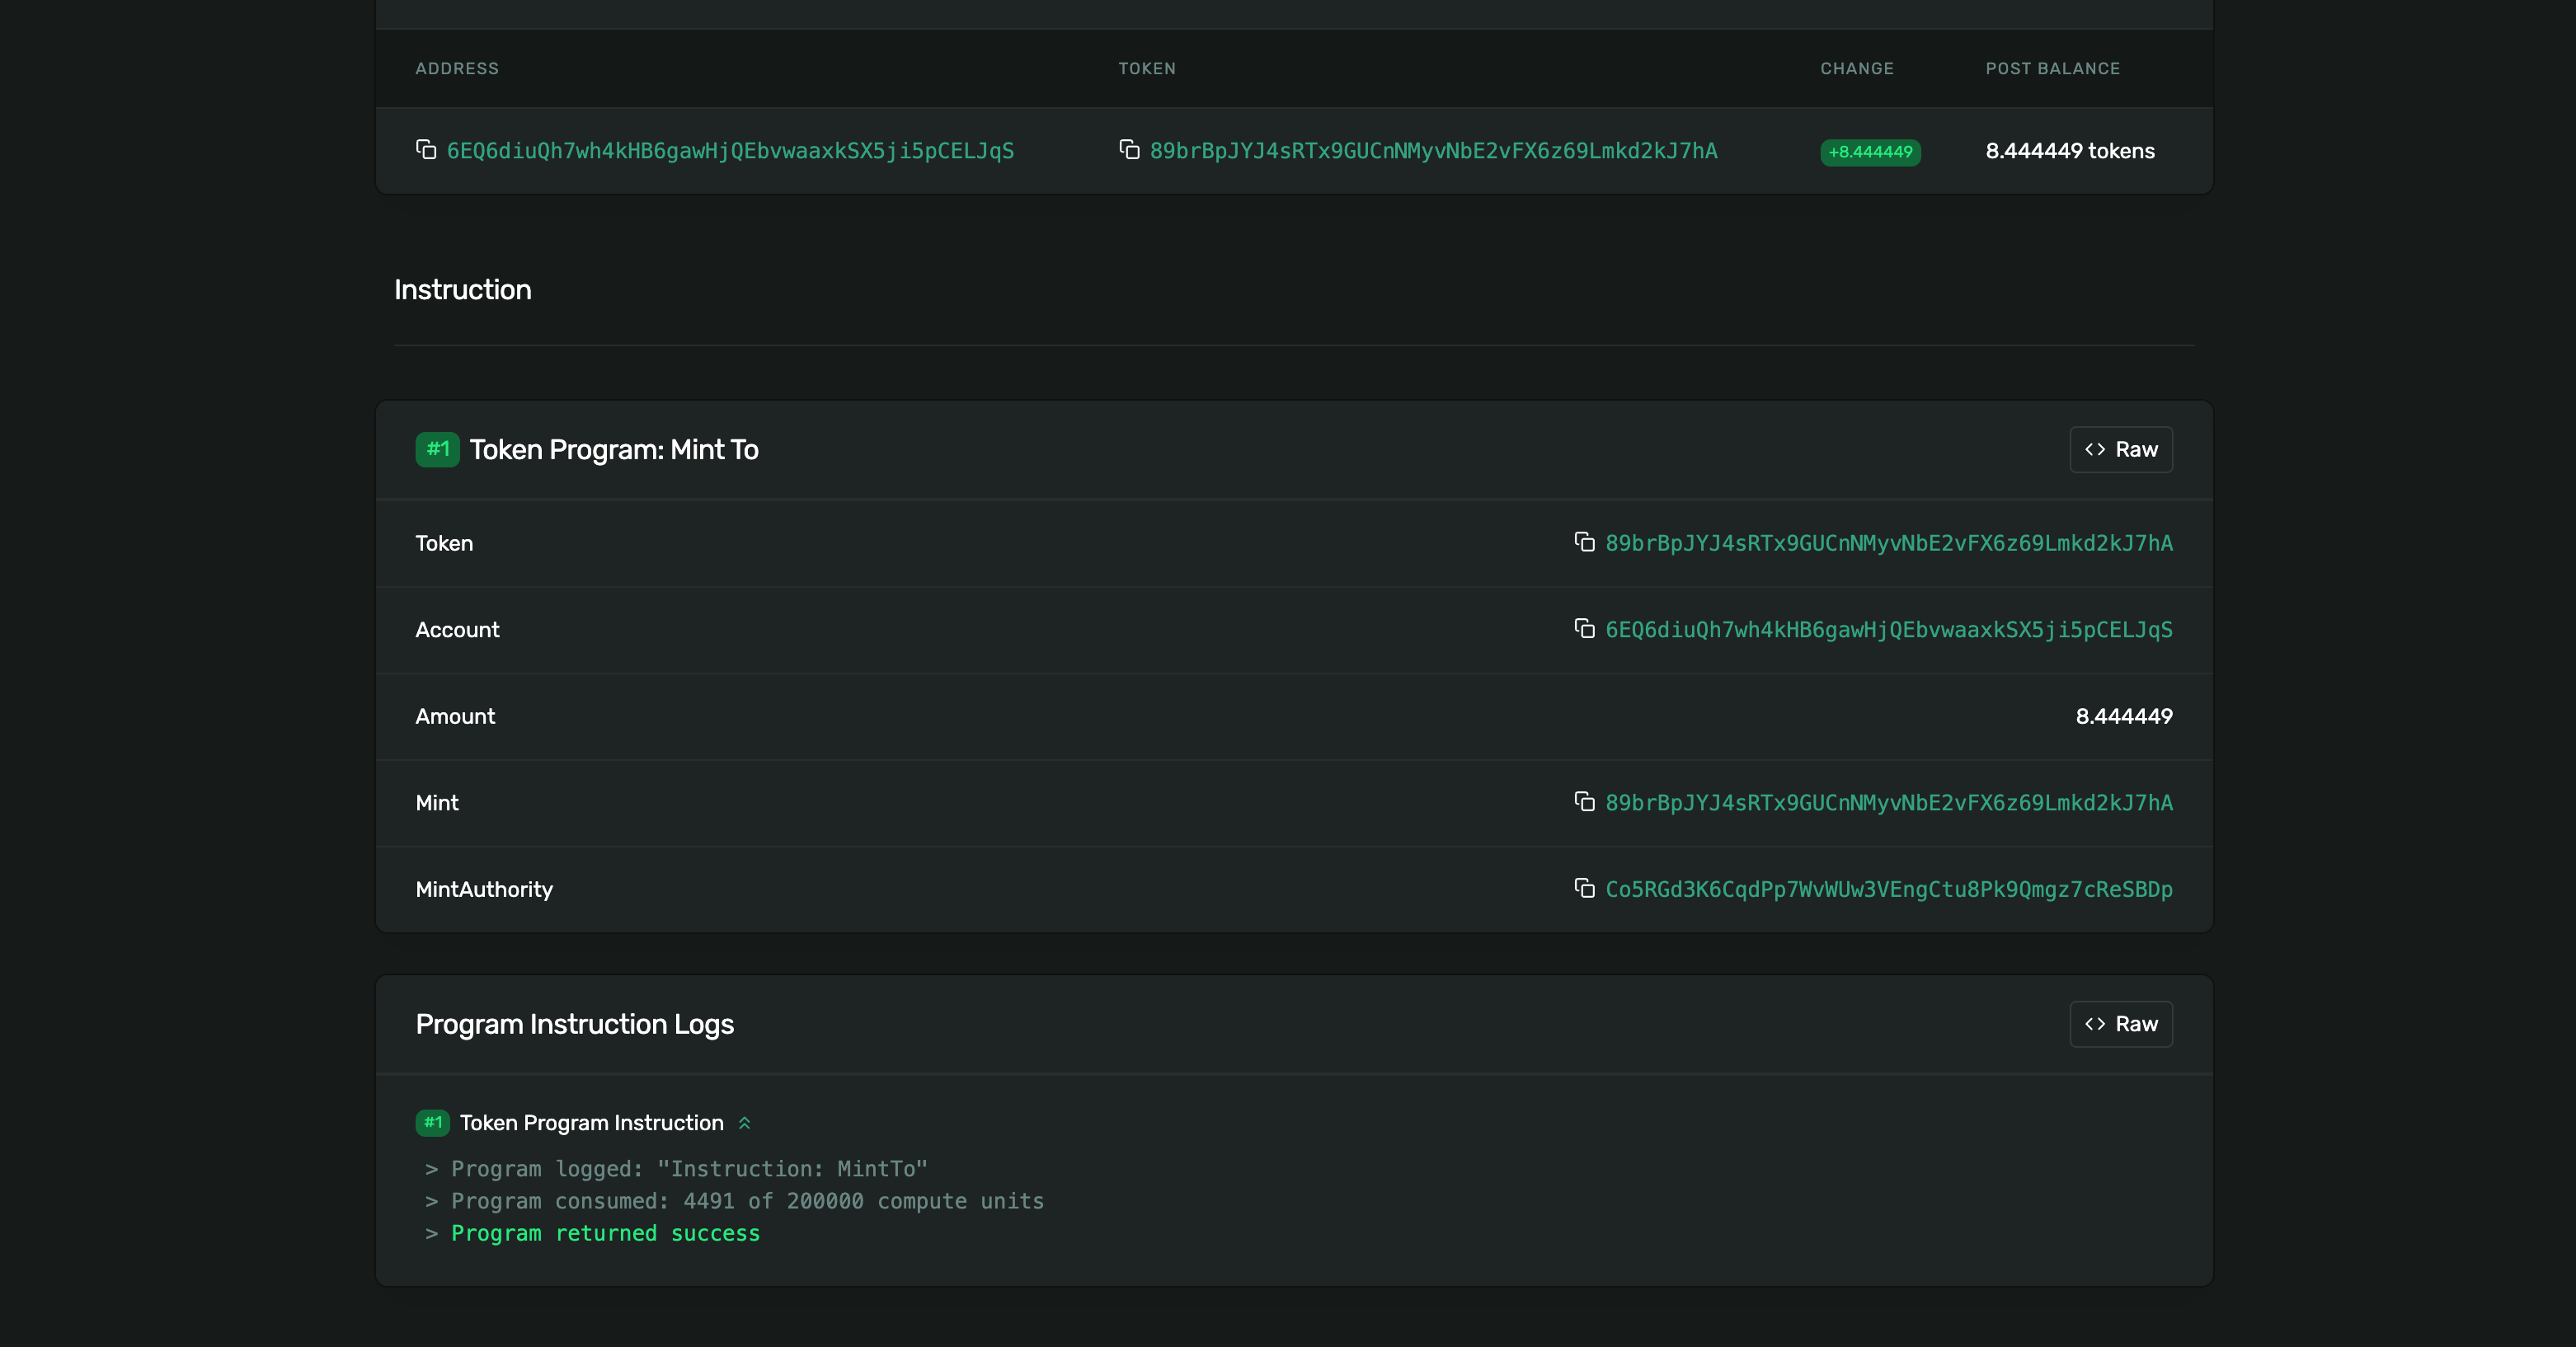 ADDRESS TOKEN CHANGE POST BALANCE
6EQ6diuQh7wh4kHB6gawHjQEbvwaaxkSX5ji5pCELJqS 89brBpJYJ4sRTx9GUCnNMyvNbE2vFX6z69Lmkd2kJ7hA +8.444449 8.444449 tokens
Instruction
#1 Token Program: Mint To <> Raw
Token 89brBpJYJ4sRTx9GUCnNMyvNbE2vFX6z69Lmkd2kJ7hA
Account 6EQ6diuQh7wh4kHB6gawHjQEbvwaaxkSX5ji5pCELJqS
Amount 8.444449
Mint 89brBpJYJ4sRTx9GUCnNMyvNbE2vFX6z69Lmkd2kJ7hA
MintAuthority Co5RGd3K6CqdPp7WvWUw3VEngCtu8Pk9Qmgz7cReSBDp
Program Instruction Logs <> Raw
#1 Token Program Instruction
> Program logged: "Instruction: MintTo"
> Program consumed: 4491 of 200000 compute units
> Program returned success